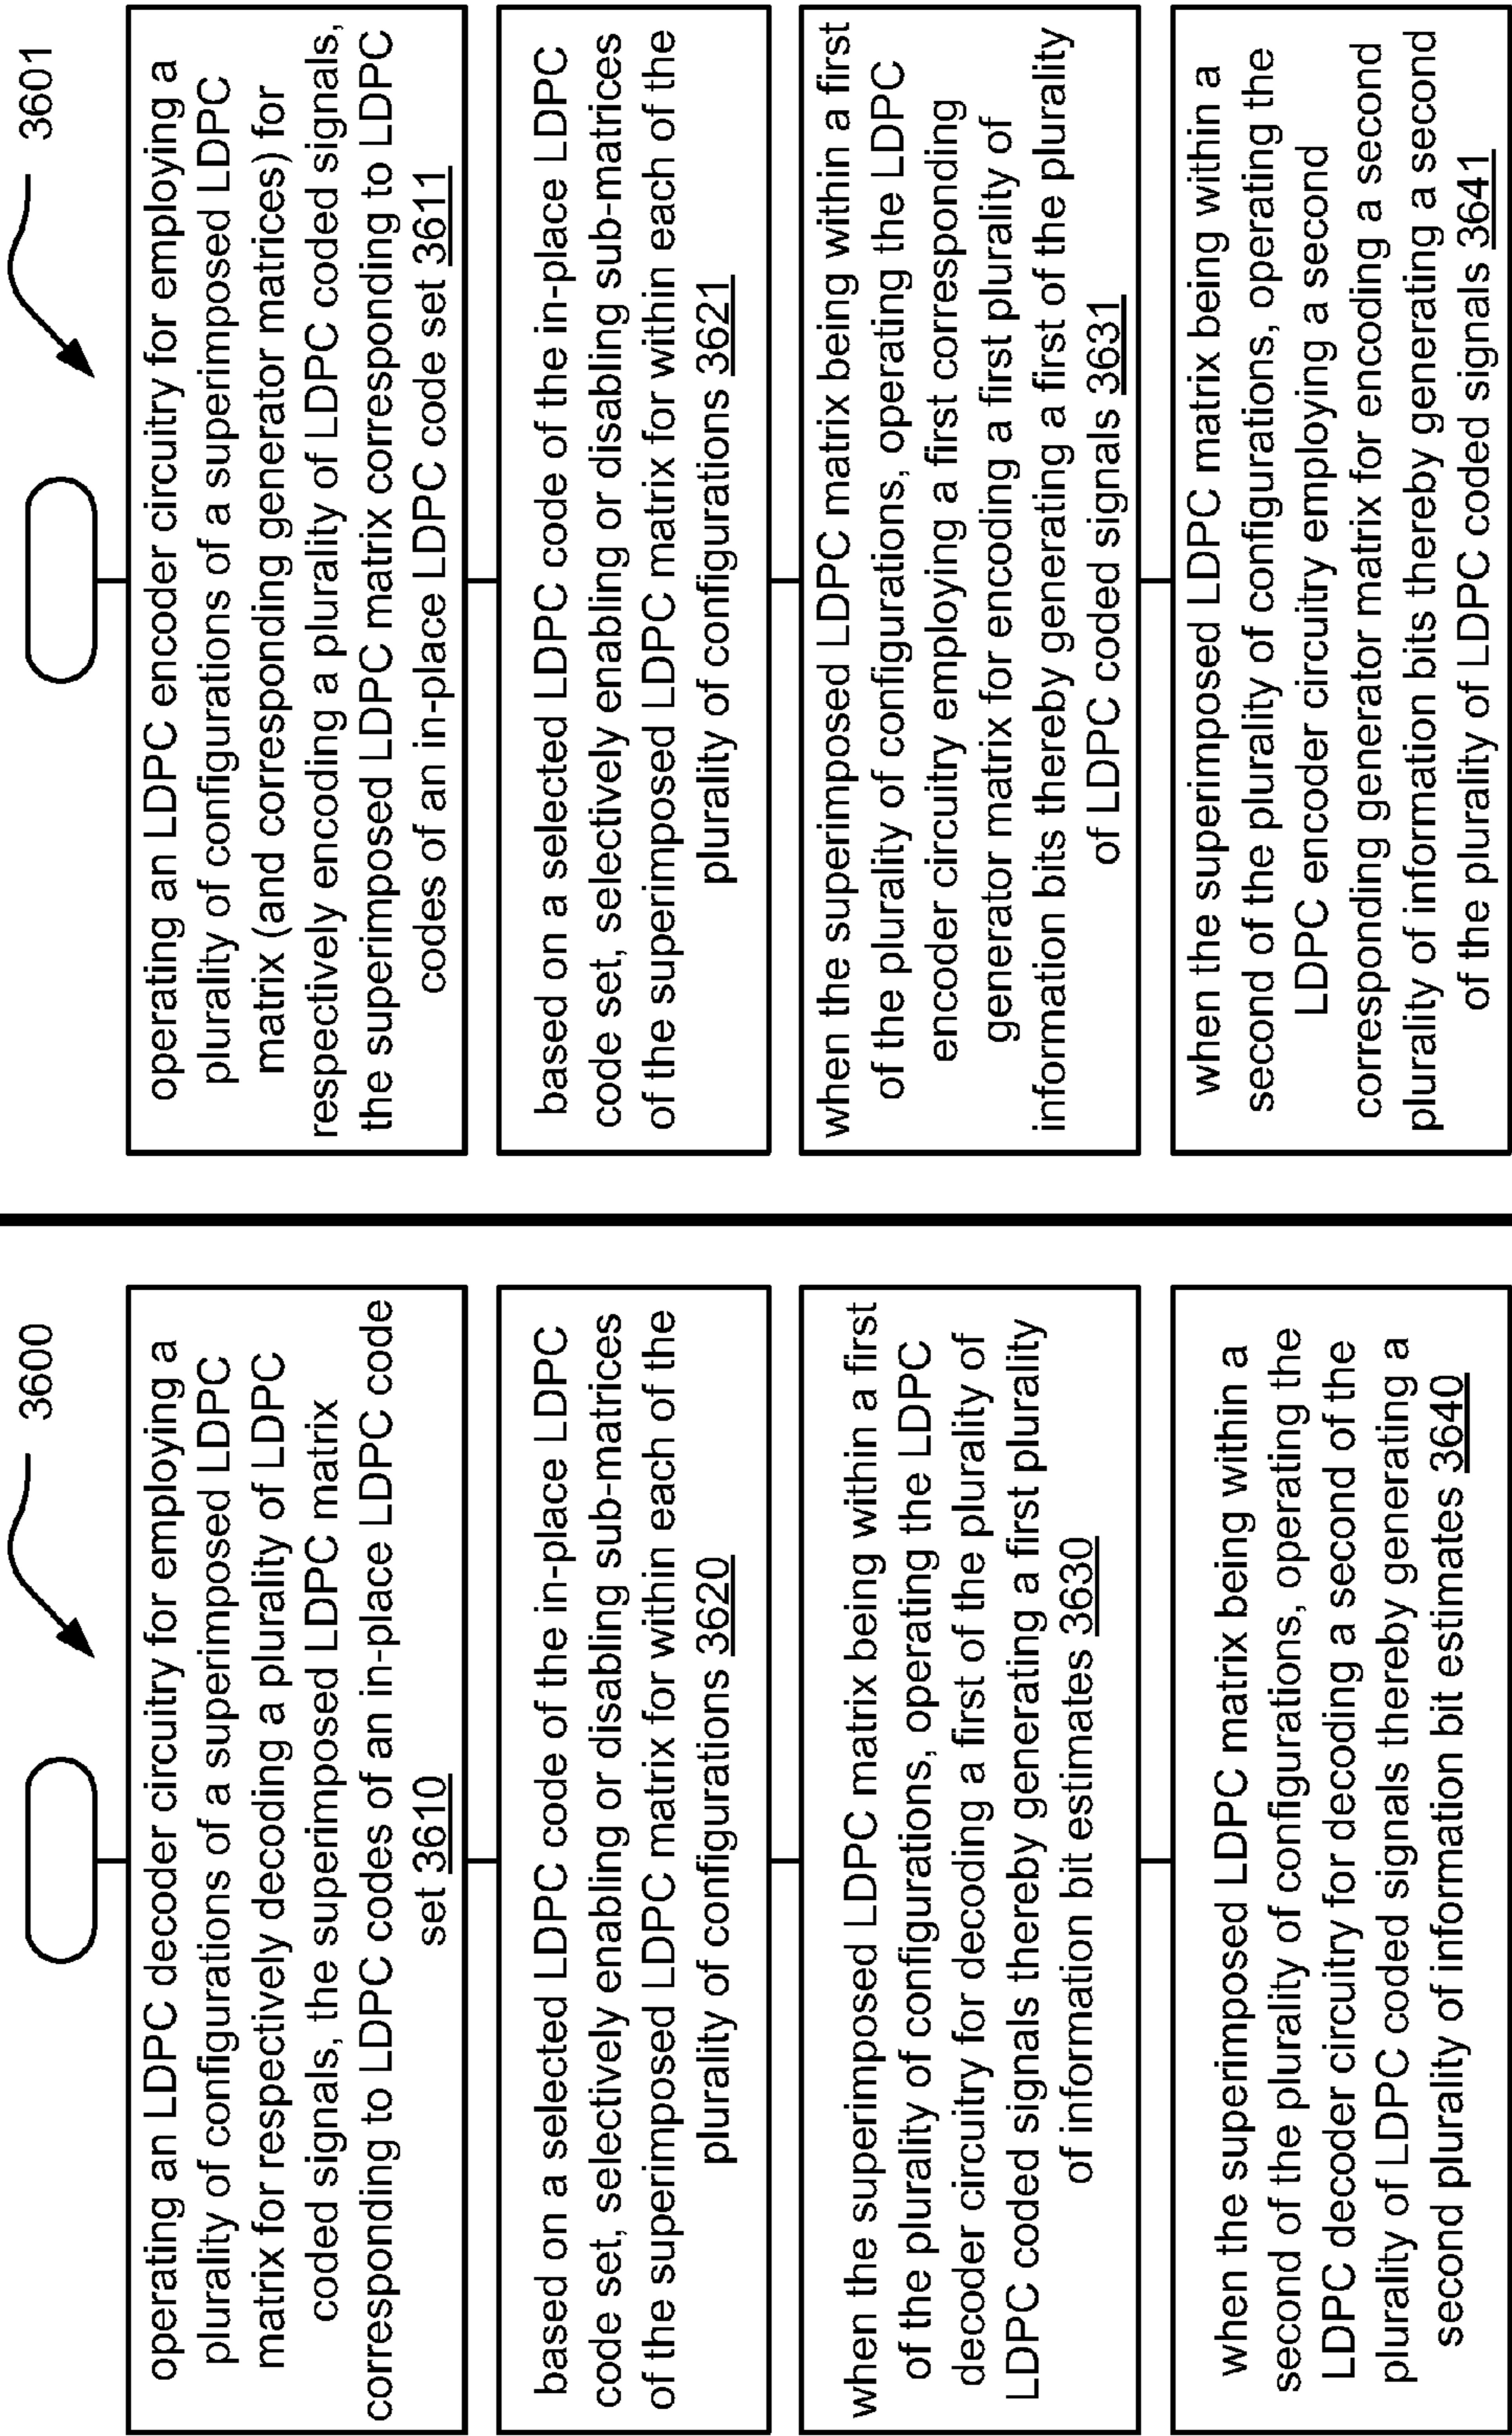 3600
operating an LDPC decoder circuitry for employing a
plurality of configurations of a superimposed LDPC
matrix for respectively decoding a plurality of LDPC
coded signals, the superimposed LDPC matrix
corresponding to LDPC codes of an in-place LDPC code
set 3610
based on a selected LDPC code of the in-place LDPC
code set, selectively enabling or disabling sub-matrices
of the superimposed LDPC matrix for within each of the
plurality of configurations 3620
when the superimposed LDPC matrix being within a first
of the plurality of configurations, operating the LDPC
decoder circuitry for decoding a first of the plurality of
LDPC coded signals thereby generating a first plurality
of information bit estimates 3630
when the superimposed LDPC matrix being within a
second of the plurality of configurations, operating the
LDPC decoder circuitry for decoding a second of the
plurality of LDPC coded signals thereby generating a
second plurality of information bit estimates 3640
3601
operating an LDPC encoder circuitry for employing a
plurality of configurations of a superimposed LDPC
matrix (and corresponding generator matrices) for
respectively encoding a plurality of LDPC coded signals,
the superimposed LDPC matrix corresponding to LDPC
codes of an in-place LDPC code set 3611
based on a selected LDPC code of the in-place LDPC
code set, selectively enabling or disabling sub-matrices
of the superimposed LDPC matrix for within each of the
plurality of configurations 3621
when the superimposed LDPC matrix being within a first
of the plurality of configurations, operating the LDPC
encoder circuitry employing a first corresponding
generator matrix for encoding a first plurality of
information bits thereby generating a first of the plurality
of LDPC coded signals 3631
when the superimposed LDPC matrix being within a
second of the plurality of configurations, operating the
LDPC encoder circuitry employing a second
corresponding generator matrix for encoding a second
plurality of information bits thereby generating a second
of the plurality of LDPC coded signals 3641